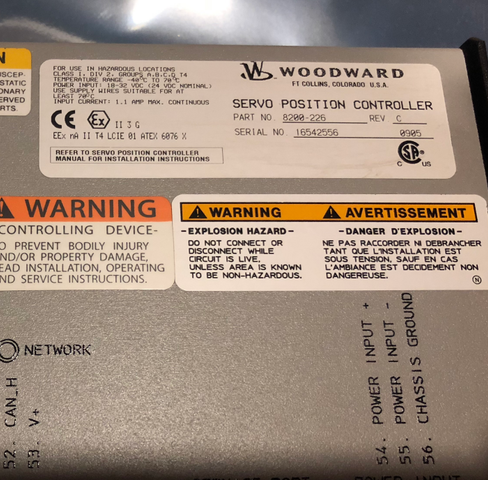 N
FOR USE IN HAZARDOUS LOCATIONS
CLASS I, DIV 2, GROUPS A,B,C,D T4
TEMPERATURE RANGE -40°C TO 70°C
POWER INPUT: 18-32 VDC (24 VDC NOMINAL)
USE SUPPLY WIRES SUITABLE FOR AT
LEAST 70°C
INPUT CURRENT: 1.1 AMP MAX. CONTINUOUS
CE Ex II 3 G
EEx nA II T4 LCIE 01 ATEX 6076 X
REFER TO SERVO POSITION CONTROLLER
MANUAL FOR INSTALLATION INSTRUCTIONS
WOODWARD
FT COLLINS, COLORADO U.S.A.
SERVO POSITION CONTROLLER
PART NO. 8200-226 REV C
SERIAL NO. 16542556 0905
C US
USCEP-
STATIC
ONARY
ERVED
RTS.
WARNING
CONTROLLING DEVICE-
O PREVENT BODILY INJURY
ND/OR PROPERTY DAMAGE,
EAD INSTALLATION, OPERATING
ND SERVICE INSTRUCTIONS.
WARNING
- EXPLOSION HAZARD -
DO NOT CONNECT OR
DISCONNECT WHILE
CIRCUIT IS LIVE,
UNLESS AREA IS KNOWN
TO BE NON-HAZARDOUS.
AVERTISSEMENT
- DANGER D'EXPLOSION -
NE PAS RACCORDER NI DEBRANCHER
TANT QUE L'INSTALLATION EST
SOUS TENSION, SAUF EN CAS
L'AMBIANCE EST DECIDEMENT NON
DANGEREUSE.
NETWORK
52. CAN_H
53. V+
54. POWER INPUT +
55. POWER INPUT -
56. CHASSIS GROUND